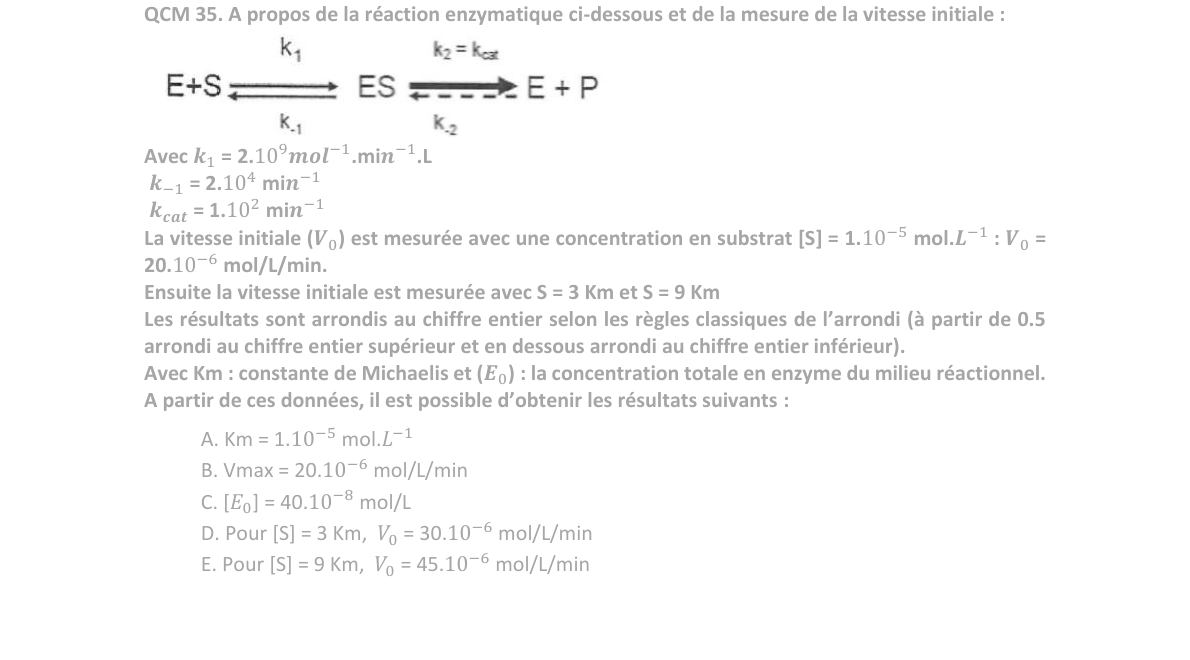 QCM 35. A propos de la réaction enzymatique ci-dessous et de la mesure de la vitesse initiale :
k₁ k₂ = kcat
E+S ES E + P
k₋₁ k₋₂
Avec k₁ = 2.10⁹mol⁻¹.min⁻¹.L
k₋₁ = 2.10⁴ min⁻¹
kcat = 1.10² min⁻¹
La vitesse initiale (V₀) est mesurée avec une concentration en substrat [S] = 1.10⁻⁵ mol.L⁻¹ : V₀ =
20.10⁻⁶ mol/L/min.
Ensuite la vitesse initiale est mesurée avec S = 3 Km et S = 9 Km
Les résultats sont arrondis au chiffre entier selon les règles classiques de l’arrondi (à partir de 0.5
arrondi au chiffre entier supérieur et en dessous arrondi au chiffre entier inférieur).
Avec Km : constante de Michaelis et (E₀) : la concentration totale en enzyme du milieu réactionnel.
A partir de ces données, il est possible d’obtenir les résultats suivants :
A. Km = 1.10⁻⁵ mol.L⁻¹
B. Vmax = 20.10⁻⁶ mol/L/min
C. [E₀] = 40.10⁻⁸ mol/L
D. Pour [S] = 3 Km, V₀ = 30.10⁻⁶ mol/L/min
E. Pour [S] = 9 Km, V₀ = 45.10⁻⁶ mol/L/min